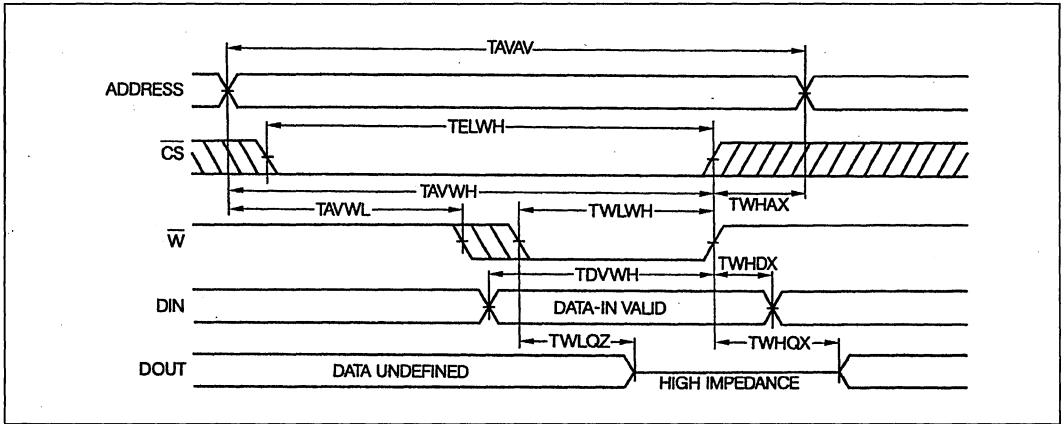 TAVAV
ADDRESS
TELWH
CS
TAVWH
TWHAX
TAVWL
TWLWH
W
TWHDX
TDVWH
DIN
DATA-IN VALID
TWLQZ
TWHQX
DOUT
DATA UNDEFINED
HIGH IMPEDANCE